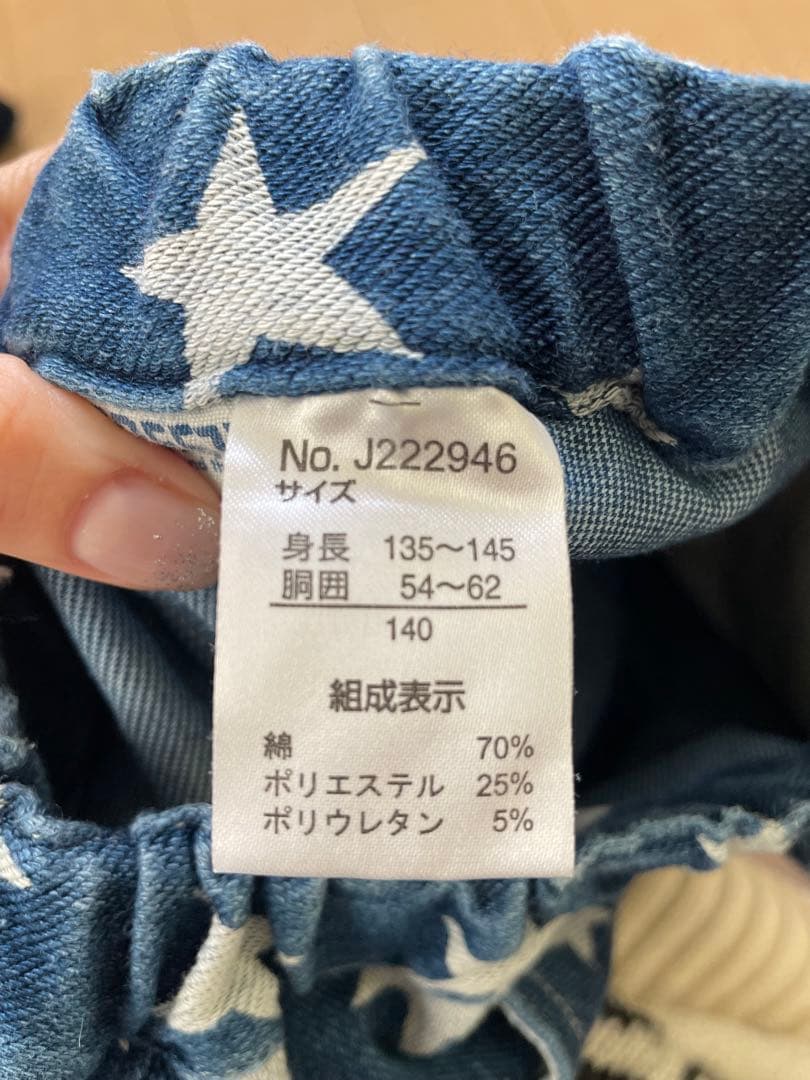 No. J222946
サイズ
身長 135〜145
胴囲 54〜62
140
組成表示
綿 70%
ポリエステル 25%
ポリウレタン 5%